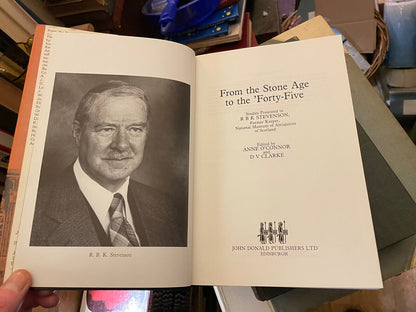 R. B. K. Stevenson
From the Stone Age
to the 'Forty-Five
Studies Presented to
R B K STEVENSON,
Former Keeper,
National Museum of Antiquities
of Scotland
Edited by
ANNE O'CONNOR
and
D V CLARKE
JOHN DONALD PUBLISHERS LTD
EDINBURGH